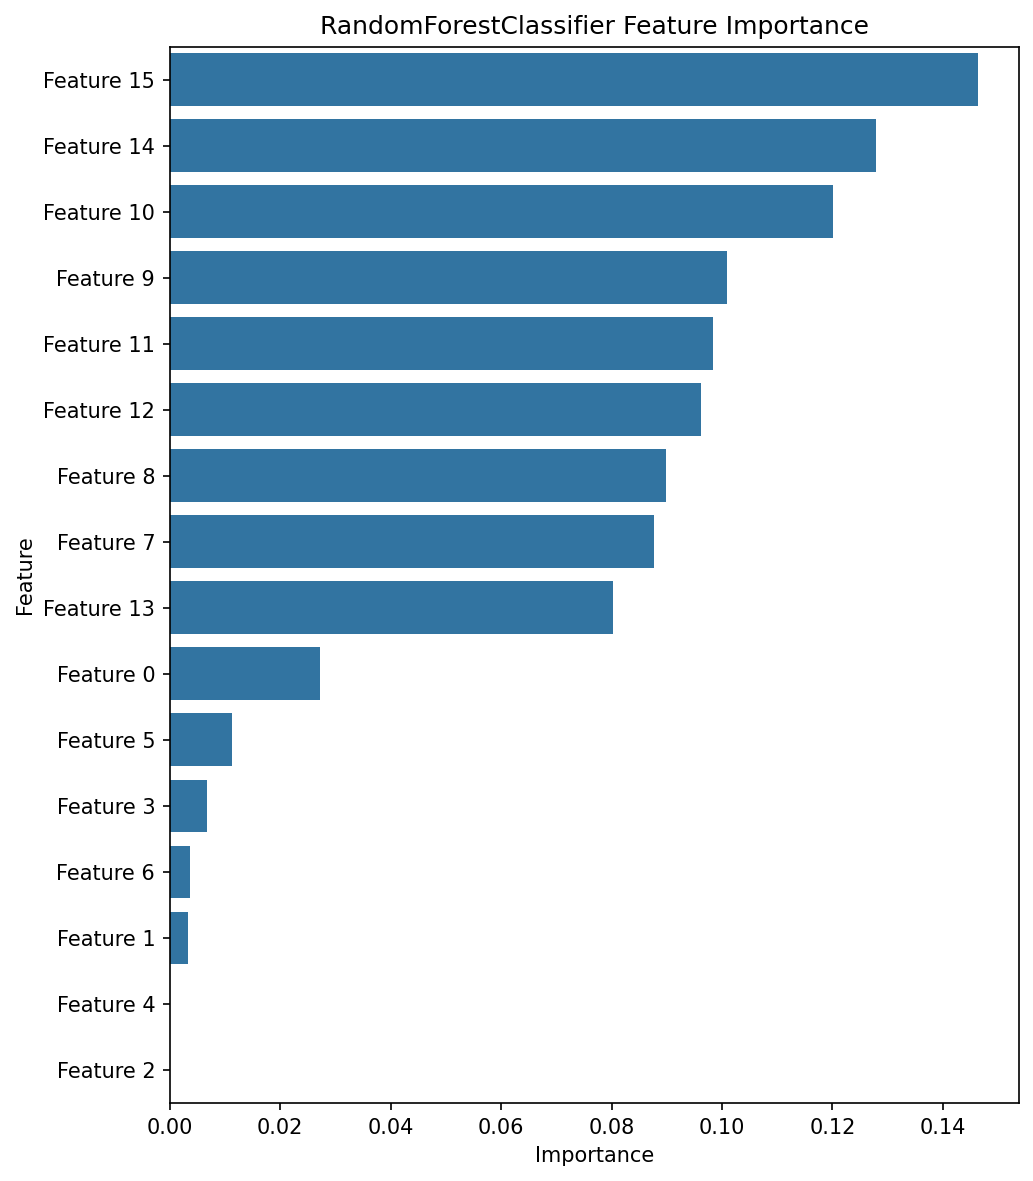 RandomForestClassifier Feature Importance
Feature 15
Feature 14
Feature 10
Feature 9
Feature 11
Feature 12
Feature 8
Feature 7
Feature 13
Feature 0
Feature 5
Feature 3
Feature 6
Feature 1
Feature 4
Feature 2
Feature
0.00 0.02 0.04 0.06 0.08 0.10 0.12 0.14
Importance